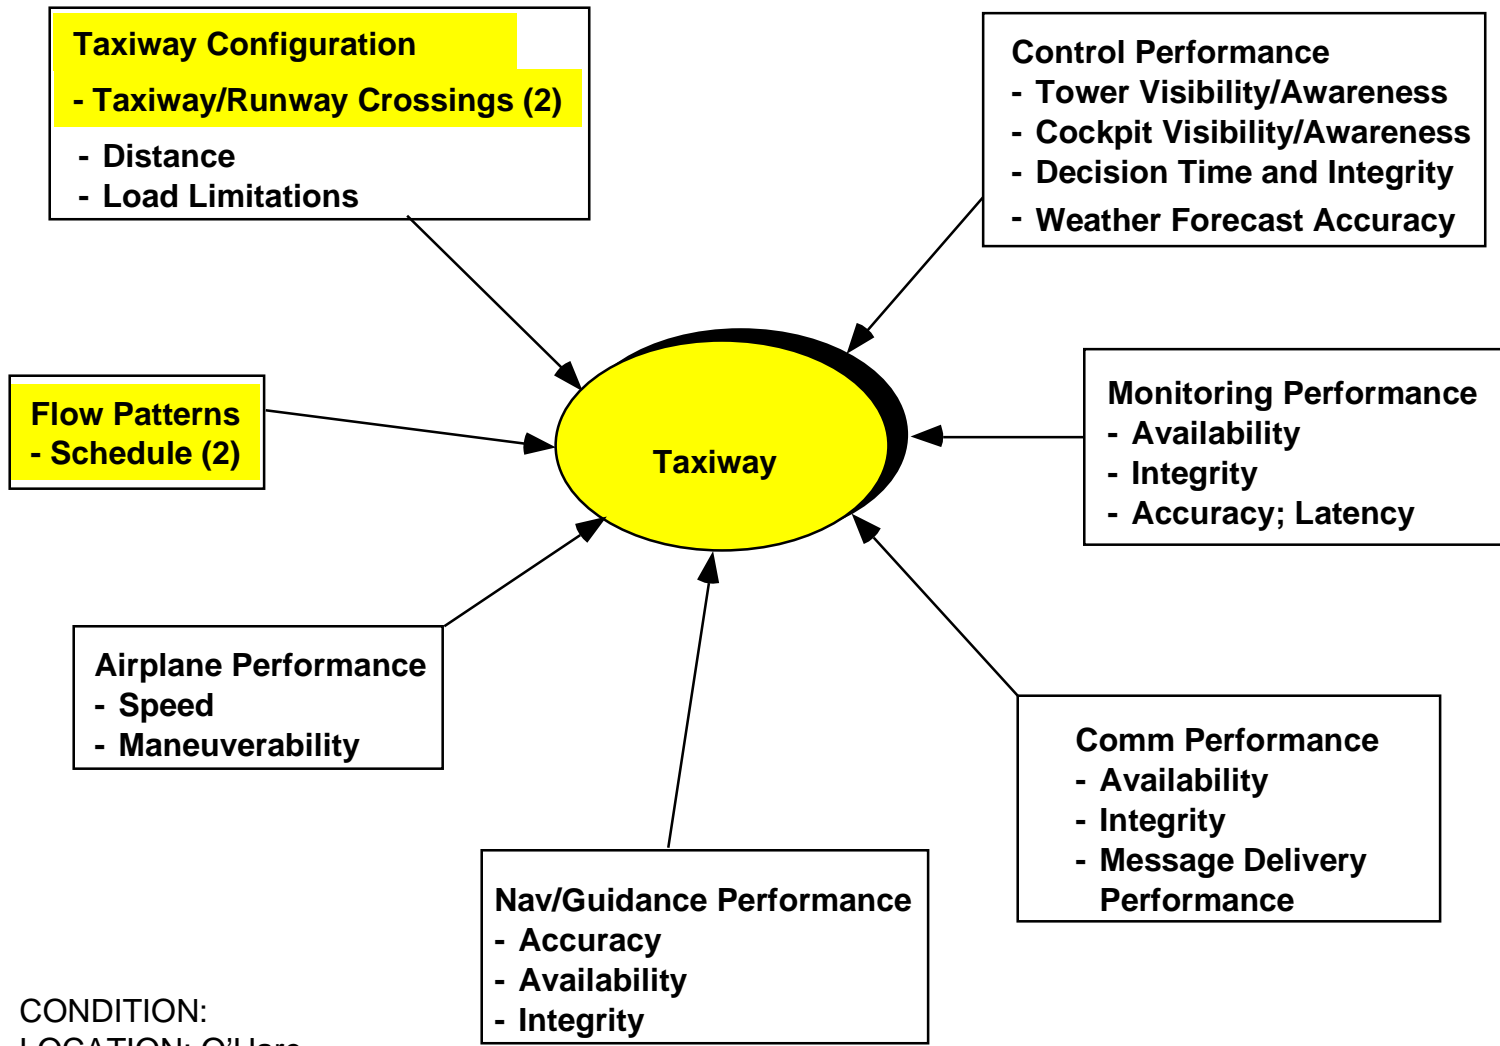 Taxiway Configuration
- Taxiway/Runway Crossings (2)
- Distance
- Load Limitations
Control Performance
- Tower Visibility/Awareness
- Cockpit Visibility/Awareness
- Decision Time and Integrity
- Weather Forecast Accuracy
Flow Patterns
- Schedule (2)
Taxiway
Monitoring Performance
- Availability
- Integrity
- Accuracy; Latency
Airplane Performance
- Speed
- Maneuverability
Comm Performance
- Availability
- Integrity
- Message Delivery
Performance
Nav/Guidance Performance
- Accuracy
- Availability
- Integrity
CONDITION:
LOCATION: O'Hare